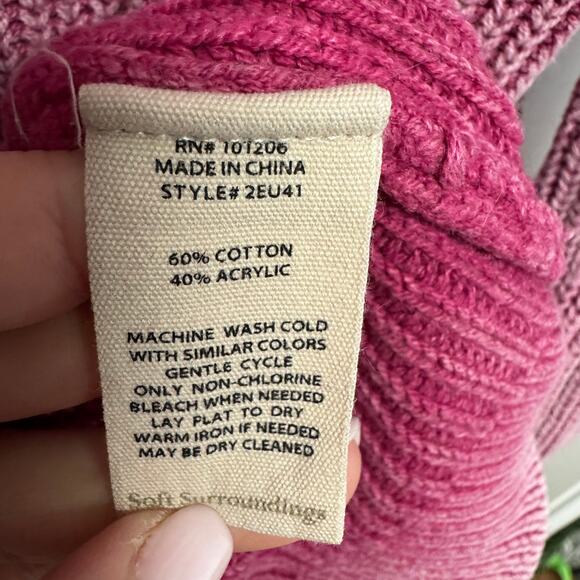 RN# 101206
MADE IN CHINA
STYLE# 2EU41
60% COTTON
40% ACRYLIC
MACHINE WASH COLD
WITH SIMILAR COLORS
GENTLE CYCLE
ONLY NON-CHLORINE
BLEACH WHEN NEEDED
LAY PLAT TO DRY
WARM IRON IF NEEDED
MAY BE DRY CLEANED
Soft Surroundings